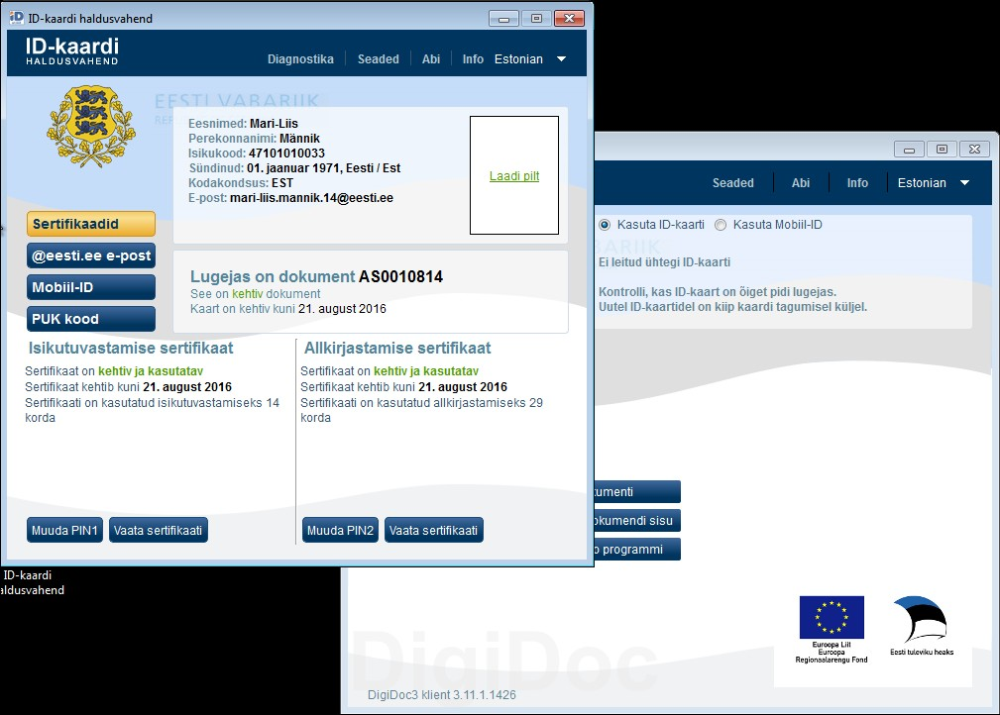 ID-kaardi haldusvahend
ID-kaardi
HALDUSVAHEND
Diagnostika
Seaded
Abi
Info
Estonian
EESTI VABARIIK
Eesnimed: Mari-Liis
Perekonnanimi: Männik
Isikukood: 47101010033
Sündinud: 01. jaanuar 1971, Eesti / Est
Kodakondsus: EST
E-post: mari-liis.mannik.14@eesti.ee
Laadi pilt
Sertifikaadid
@eesti.ee e-post
Mobiil-ID
PUK kood
Lugejas on dokument AS0010814
See on kehtiv dokument
Kaart on kehtiv kuni 21. august 2016
Isikutuvastamise sertifikaat
Sertifikaat on kehtiv ja kasutatav
Sertifikaat kehtib kuni 21. august 2016
Sertifikaati on kasutatud isikutuvastamiseks 14
korda
Muuda PIN1
Vaata sertifikaati
Allkirjastamise sertifikaat
Sertifikaat on kehtiv ja kasutatav
Sertifikaat kehtib kuni 21. august 2016
Sertifikaati on kasutatud allkirjastamiseks 29
korda
Muuda PIN2
Vaata sertifikaati
Seaded
Abi
Info
Estonian
Kasuta ID-kaarti
Kasuta Mobiil-ID
ARIIK
Ei leitud ühtegi ID-kaarti
Kontrolli, kas ID-kaart on õiget pidi lugejas.
Uutel ID-kaartidel on kiip kaardi tagumisel küljel.
umenti
okumendi sisu
programmi
ID-kaardi
aldusvahend
Euroopa Liit
Euroopa
Regionaalarengu Fond
Eesti tuleviku heaks
DigiDoc
DigiDoc3 klient 3.11.1.1426